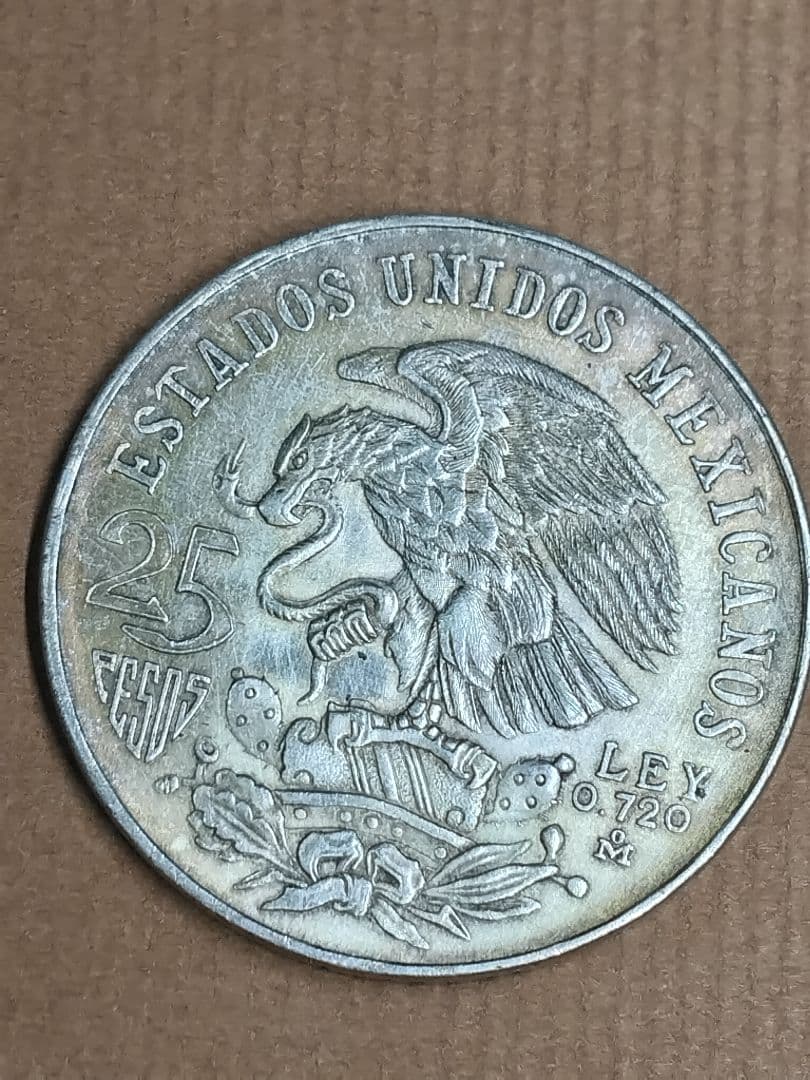 ESTADOS UNIDOS MEXICANOS
25
PESOS
LEY
0.720
Mo